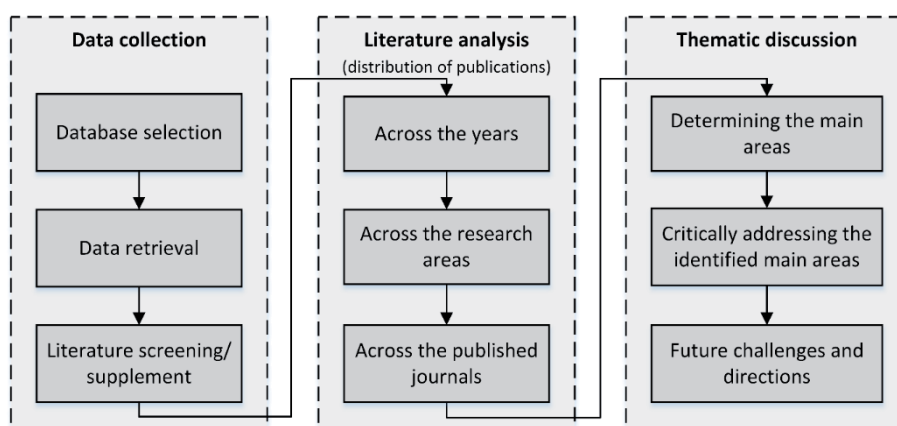 Data collection
Database selection
Data retrieval
Literature screening/
supplement
Literature analysis
(distribution of publications)
Across the years
Across the research
areas
Across the published
journals
Thematic discussion
Determining the main
areas
Critically addressing the
identified main areas
Future challenges and
directions